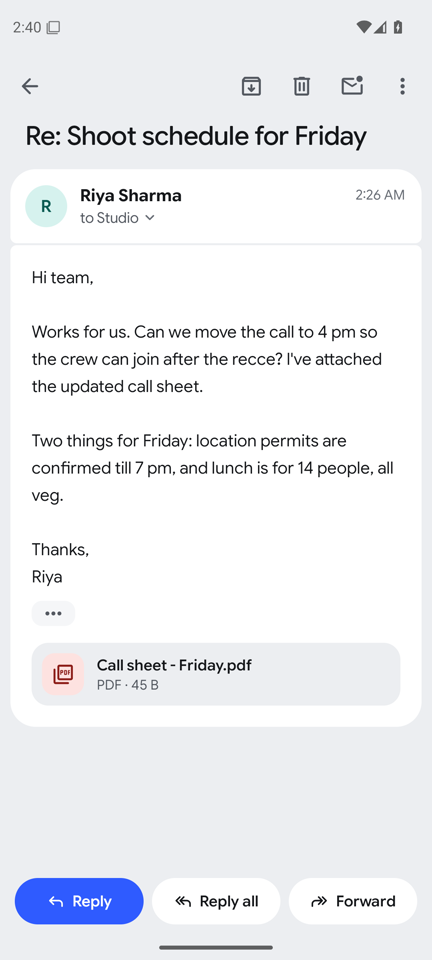 2:40
Re: Shoot schedule for Friday
R
Riya Sharma
2:26 AM
to Studio
Hi team,
Works for us. Can we move the call to 4 pm so
the crew can join after the recce? I've attached
the updated call sheet.
Two things for Friday: location permits are
confirmed till 7 pm, and lunch is for 14 people, all
veg.
Thanks,
Riya
•••
PDF
Call sheet - Friday.pdf
PDF · 45 B
Reply
Reply all
Forward